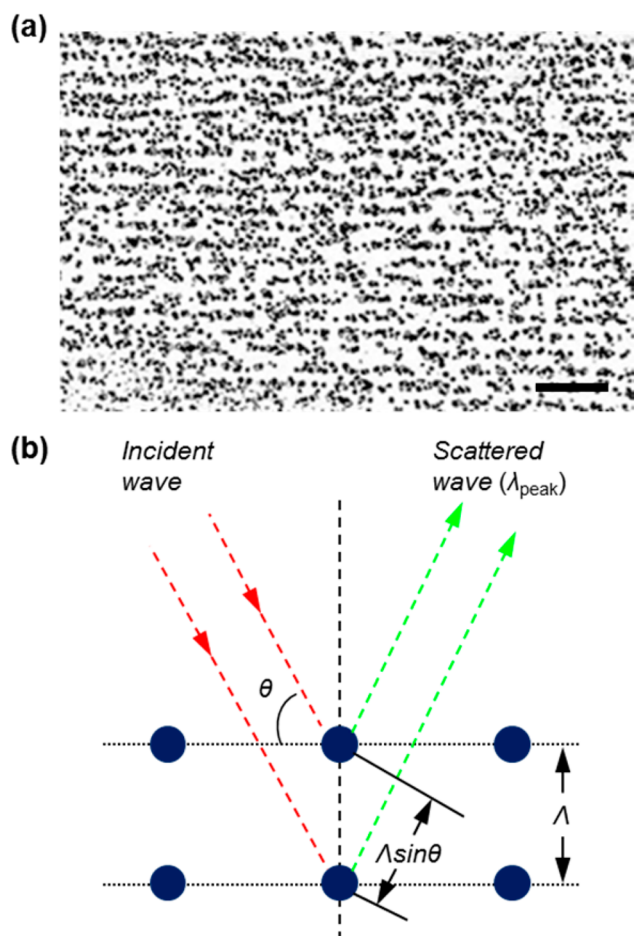 (a)
(b)
Incident
wave
Scattered
wave (λpeak)
θ
Λ
Λsinθ